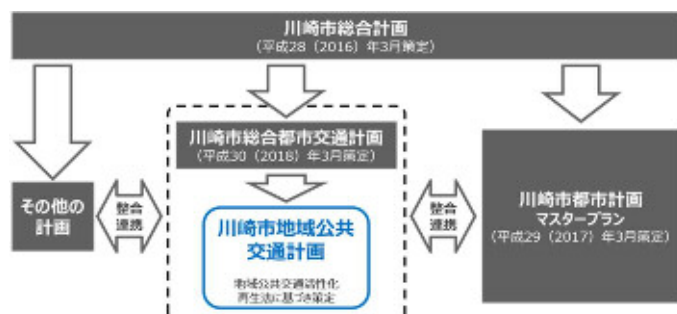 川崎市総合計画
(平成28(2016)年3月策定)
川崎市総合都市交通計画
(平成30(2018)年3月策定)
その他の
計画
整合
連携
川崎市地域公共
交通計画
地域公共交通活性化
再生法に基づき策定
整合
連携
川崎市都市計画
マスタープラン
(平成29(2017)年3月策定)